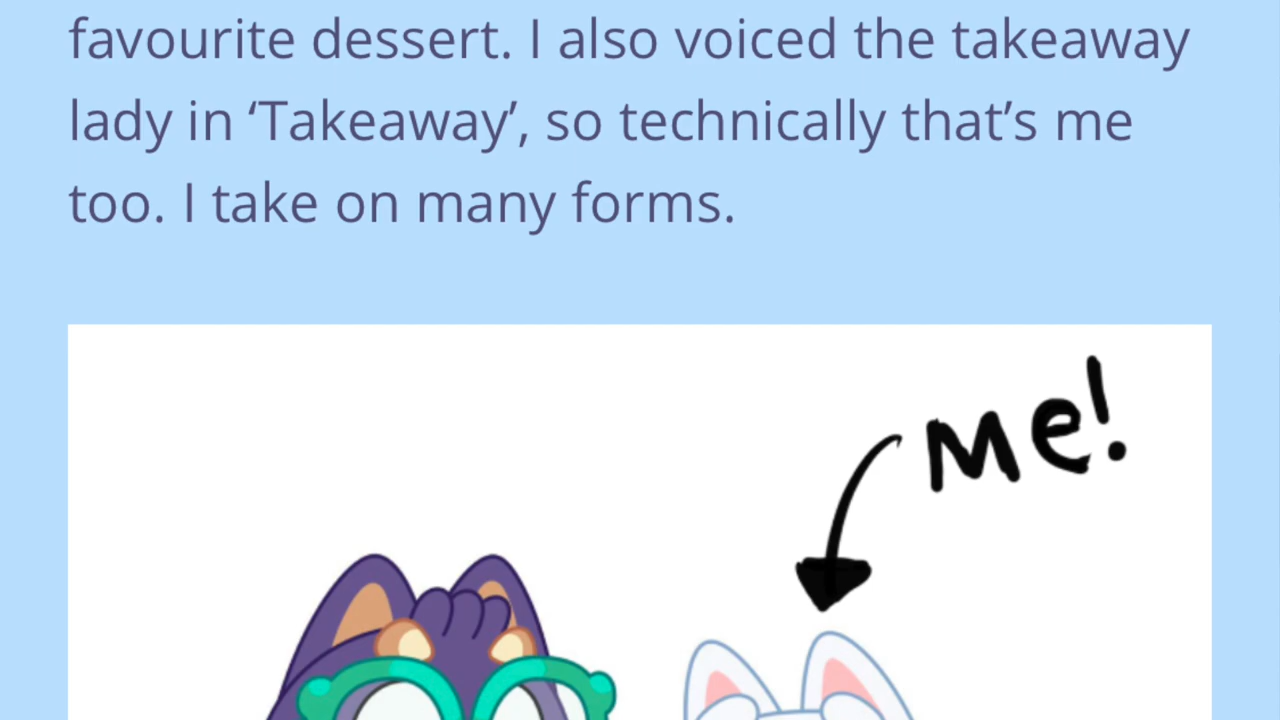 favourite dessert. I also voiced the takeaway
lady in ‘Takeaway’, so technically that’s me
too. I take on many forms.
Me!